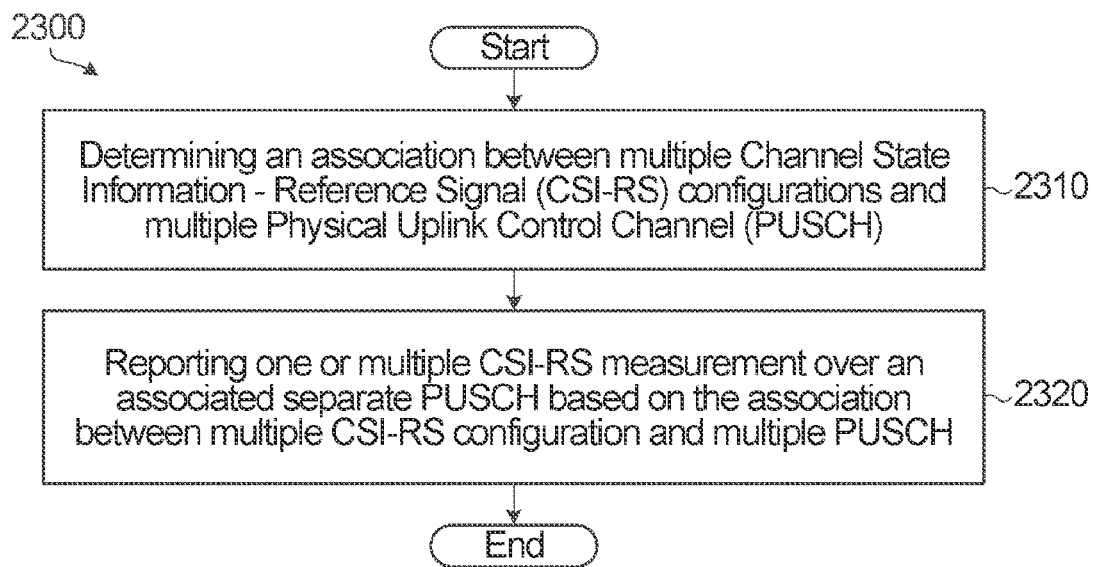 2300
Start
Determining an association between multiple Channel State
Information - Reference Signal (CSI-RS) configurations and
multiple Physical Uplink Control Channel (PUSCH)
2310
Reporting one or multiple CSI-RS measurement over an
associated separate PUSCH based on the association
between multiple CSI-RS configuration and multiple PUSCH
2320
End